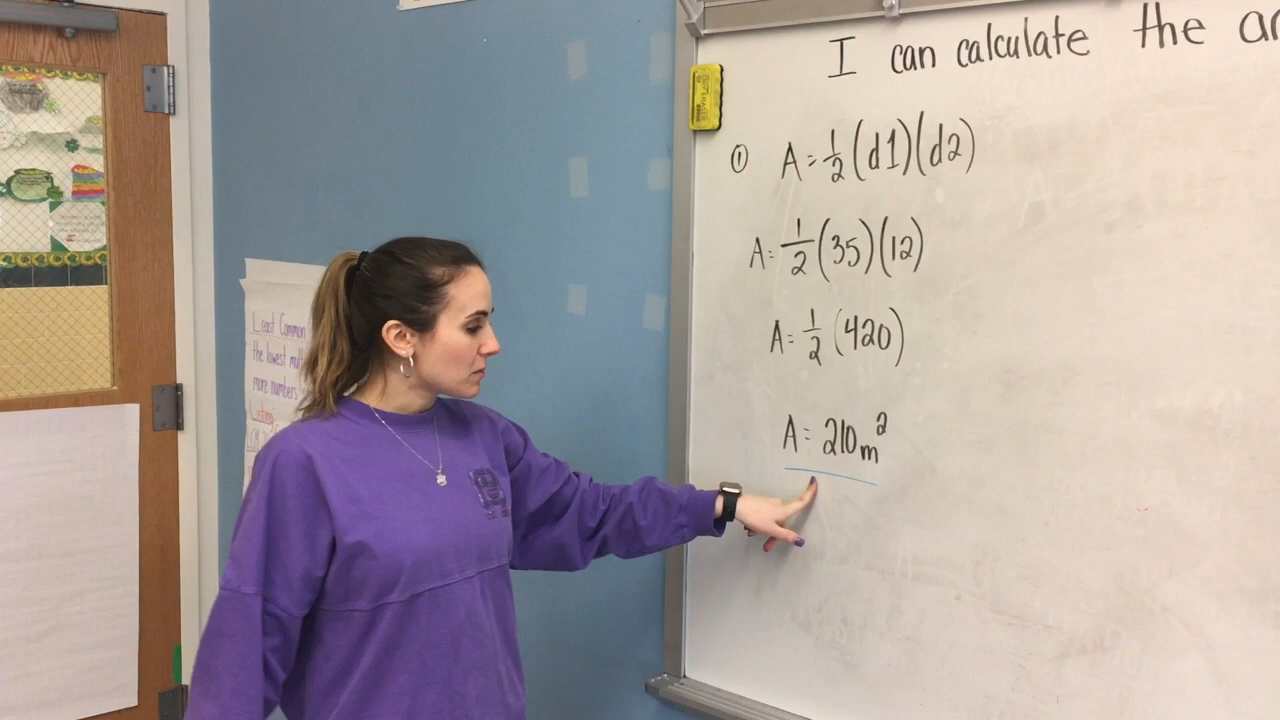 I can calculate the
① A = 1/2 (d1)(d2)
A = 1/2 (35)(12)
A = 1/2 (420)
A = 210m²
Least Common
the lowest
more numbers
Listing